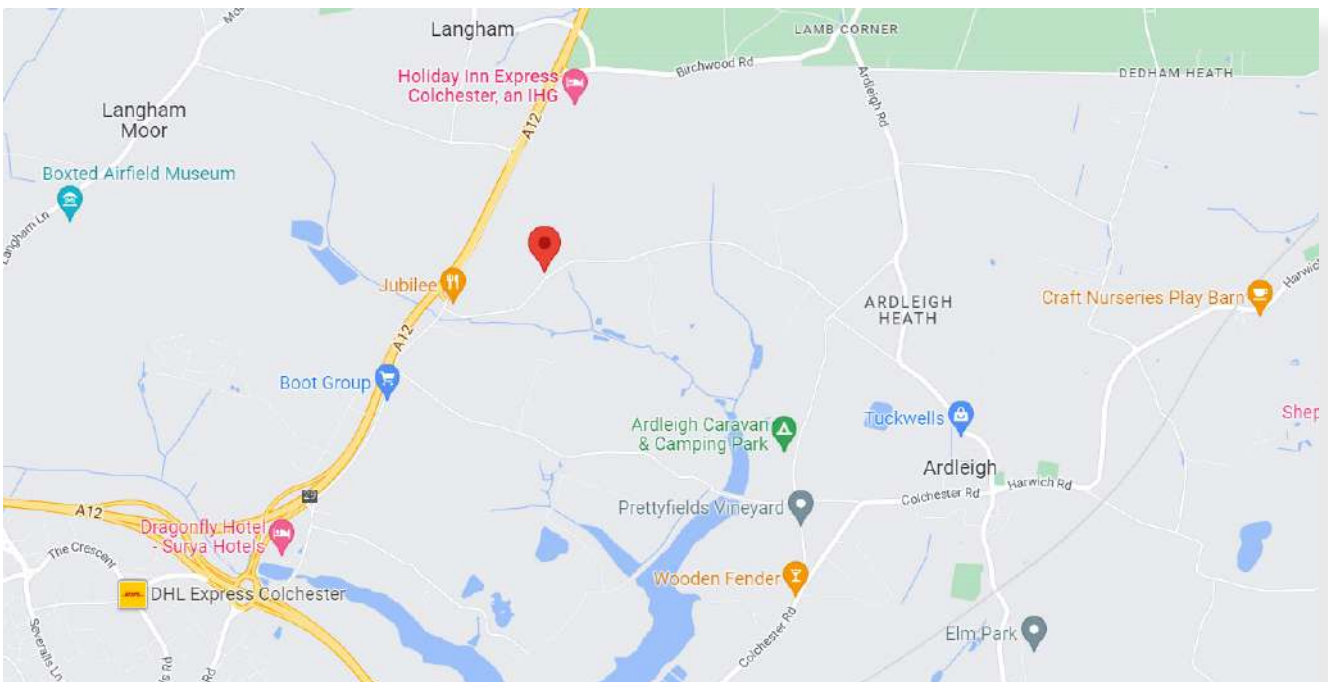 Langham
LAMB CORNER
Birchwood Rd
Holiday Inn Express
Colchester, an IHG
DEDHAM HEATH
Ardleigh Rd
Langham
Moor
A12
Boxted Airfield Museum
Langham Ln
Jubilee
ARDLEIGH
HEATH
Craft Nurseries Play Barn
Harwich
A12
Boot Group
Shep
Ardleigh Caravan
& Camping Park
Tuckwells
Ardleigh
Harwich Rd
Colchester Rd
Prettyfields Vineyard
A12
Dragonfly Hotel
- Surya Hotels
The Crescent
Wooden Fender
DHL Express Colchester
Colchester Rd
Elm Park
Severalls Ln
Rd